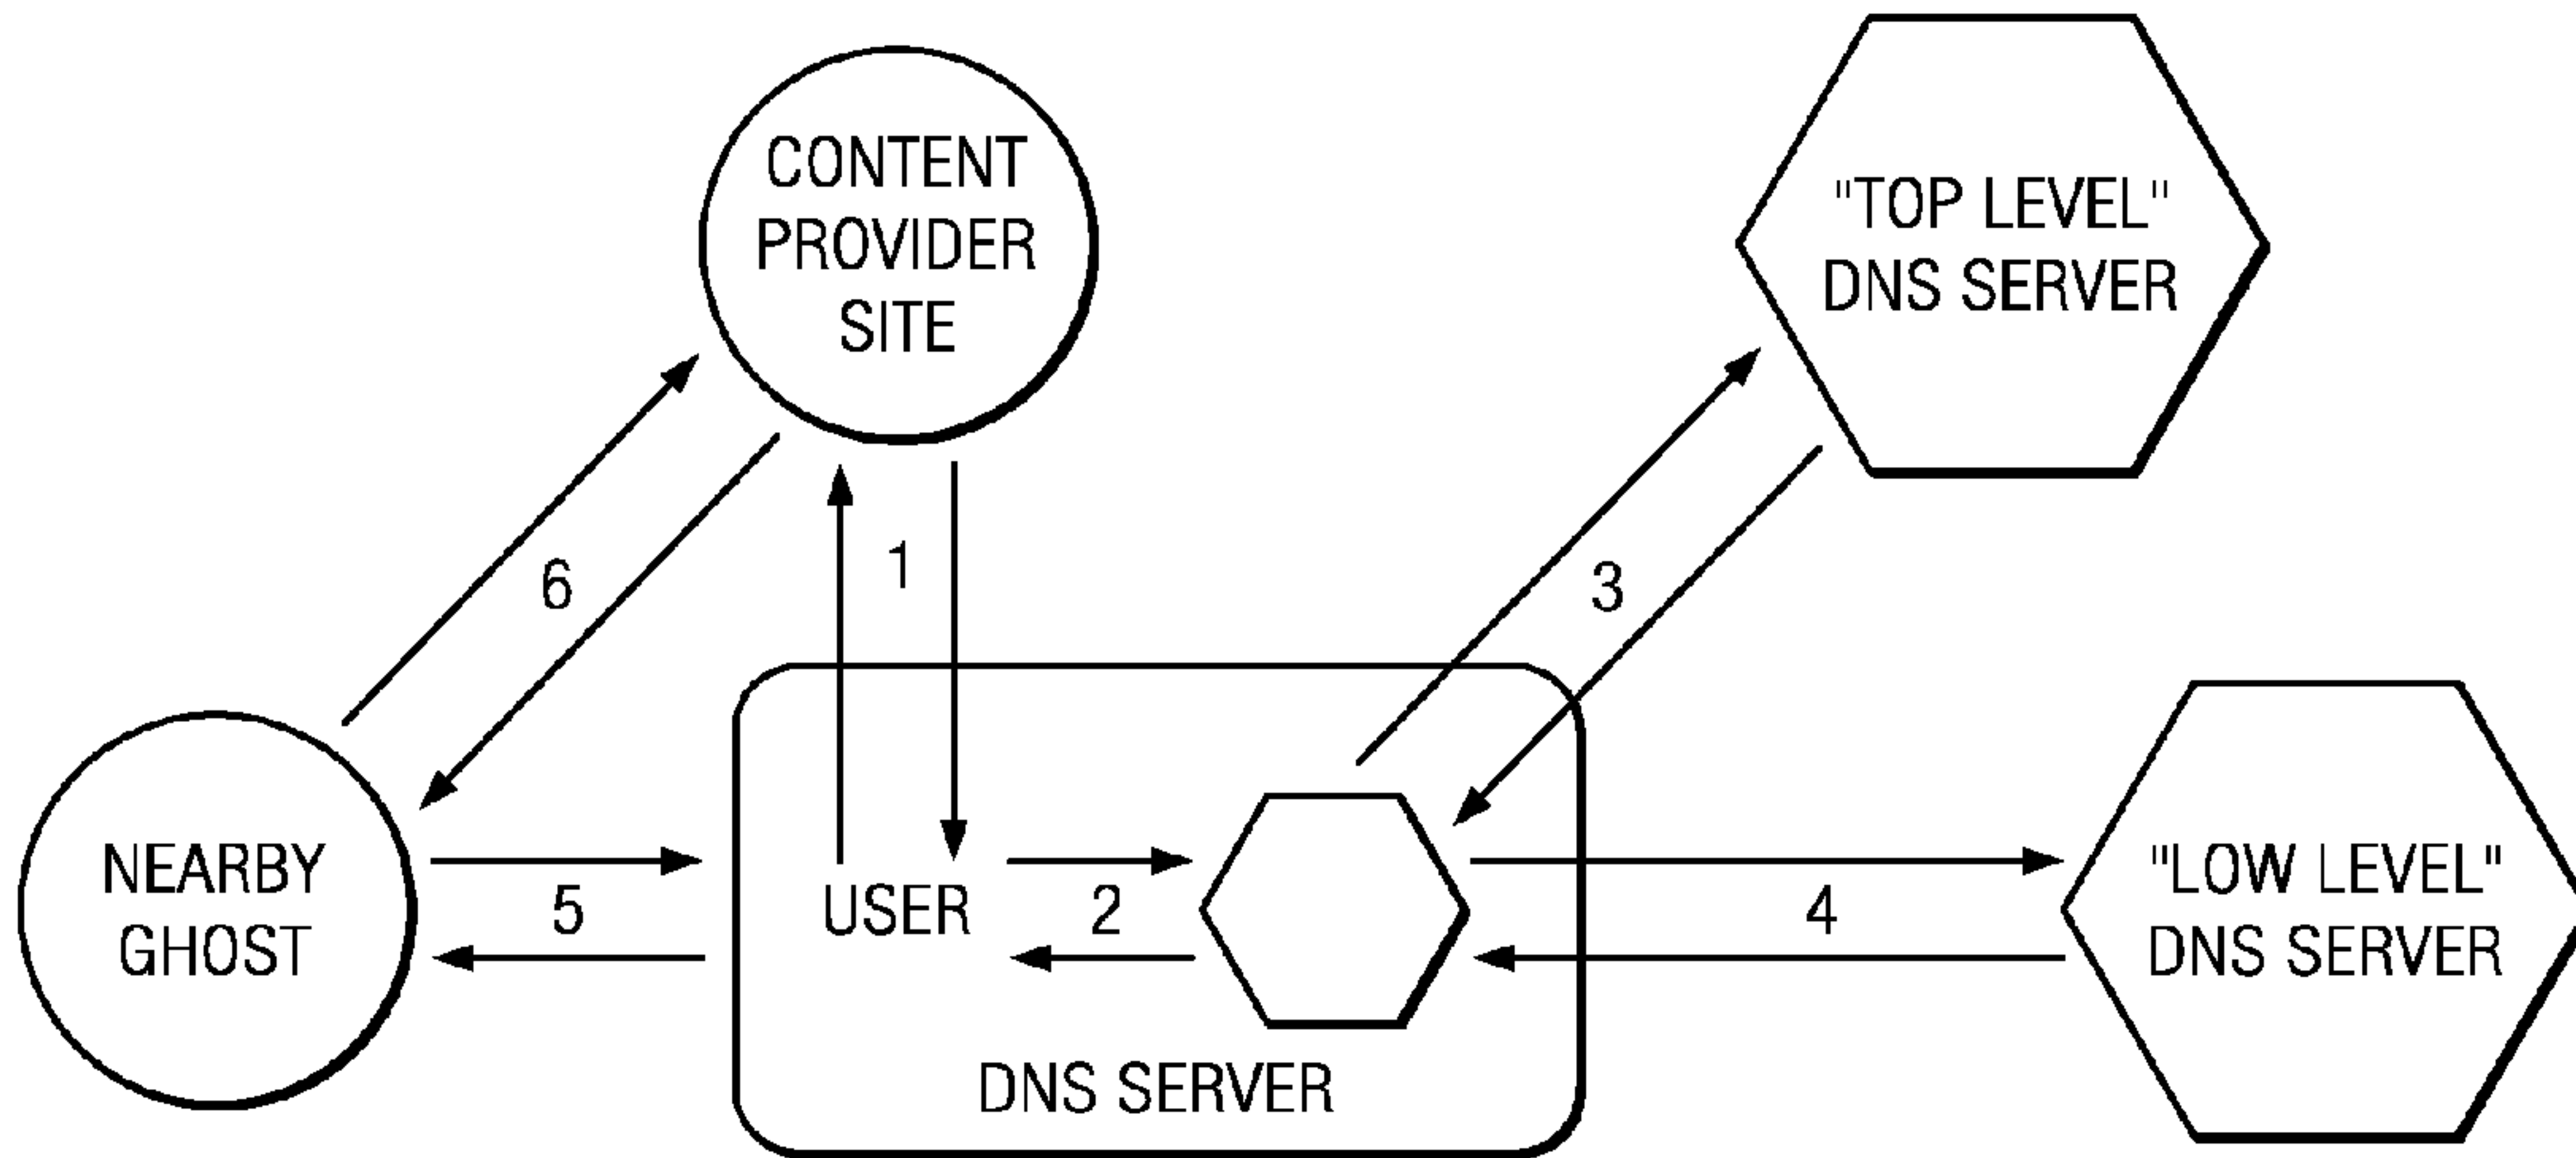 CONTENT
PROVIDER
SITE
"TOP LEVEL"
DNS SERVER
6
1
3
NEARBY
GHOST
5
USER
2
4
"LOW LEVEL"
DNS SERVER
DNS SERVER